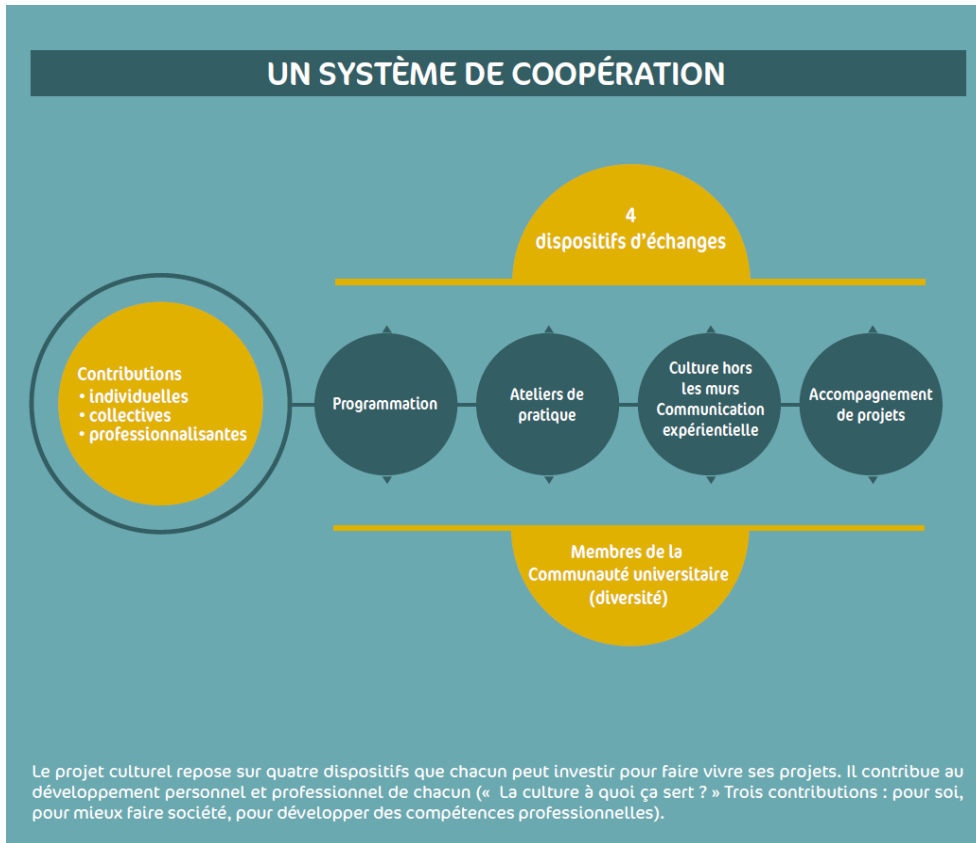 UN SYSTÈME DE COOPÉRATION
4
dispositifs d'échanges
Contributions
• individuelles
• collectives
• professionnalisantes
Programmation
Ateliers de
pratique
Culture hors
les murs
Communication
expérientielle
Accompagnement
de projets
Membres de la
Communauté universitaire
(diversité)
Le projet culturel repose sur quatre dispositifs que chacun peut investir pour faire vivre ses projets. Il contribue au
développement personnel et professionnel de chacun (« La culture à quoi ça sert ? » Trois contributions : pour soi,
pour mieux faire société, pour développer des compétences professionnelles).